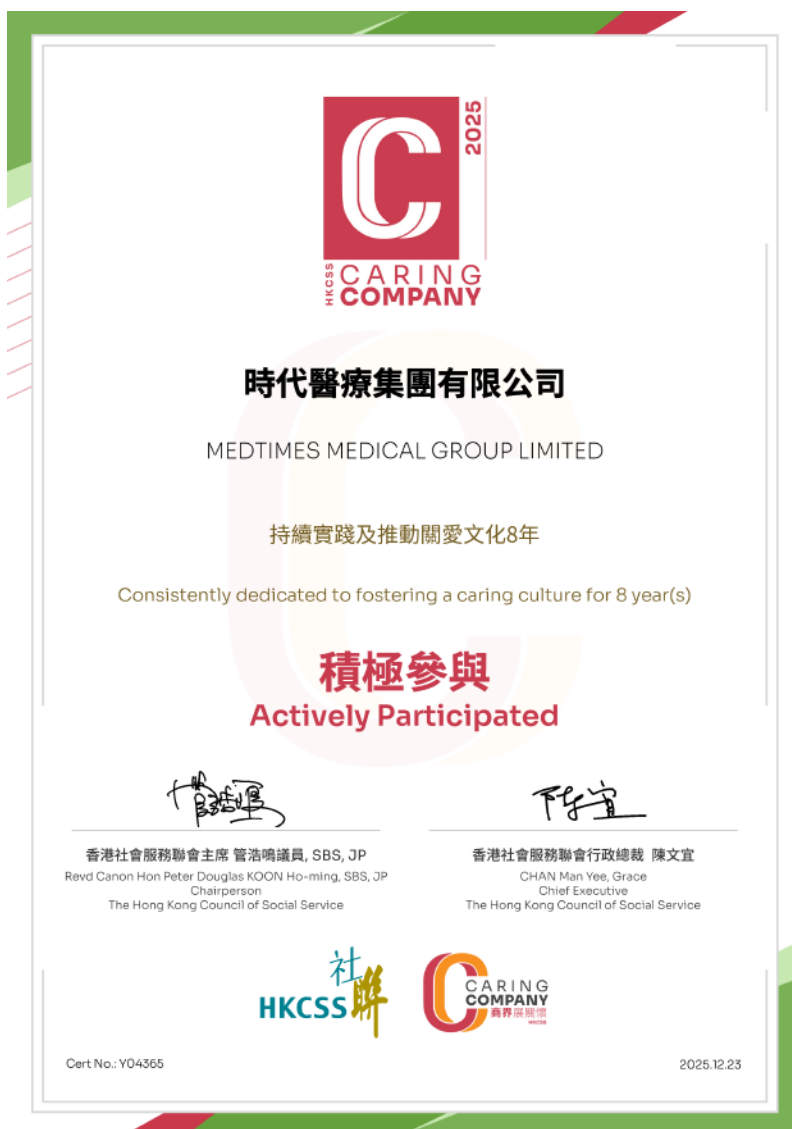 2025
HKCSS
CARING
COMPANY
時代醫療集團有限公司
MEDTIMES MEDICAL GROUP LIMITED
持續實踐及推動關愛文化8年
Consistently dedicated to fostering a caring culture for 8 year(s)
積極參與
Actively Participated
香港社會服務聯會主席 管浩鳴議員, SBS, JP
Revd Canon Hon Peter Douglas KOON Ho-ming, SBS, JP
Chairperson
The Hong Kong Council of Social Service
香港社會服務聯會行政總裁 陳文宜
CHAN Man Yee, Grace
Chief Executive
The Hong Kong Council of Social Service
社聯
HKCSS
CARING
COMPANY
商界展關懷
HKCSS
Cert No.: Y04365
2025.12.23